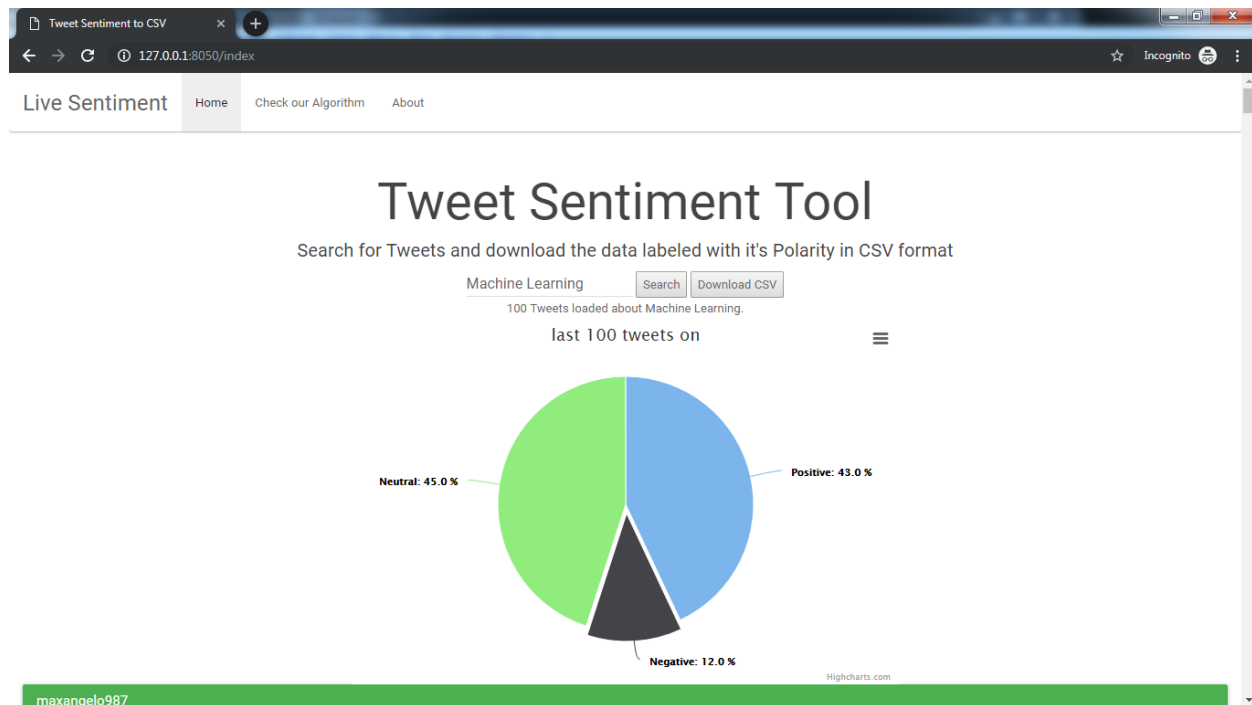 Tweet Sentiment to CSV
127.0.0.1:8050/index
Incognito
Live Sentiment Home Check our Algorithm About
Tweet Sentiment Tool
Search for Tweets and download the data labeled with it's Polarity in CSV format
Machine Learning Search Download CSV
100 Tweets loaded about Machine Learning.
last 100 tweets on
Positive: 43.0 %
Neutral: 45.0 %
Negative: 12.0 %
Highcharts.com
maxangelo987